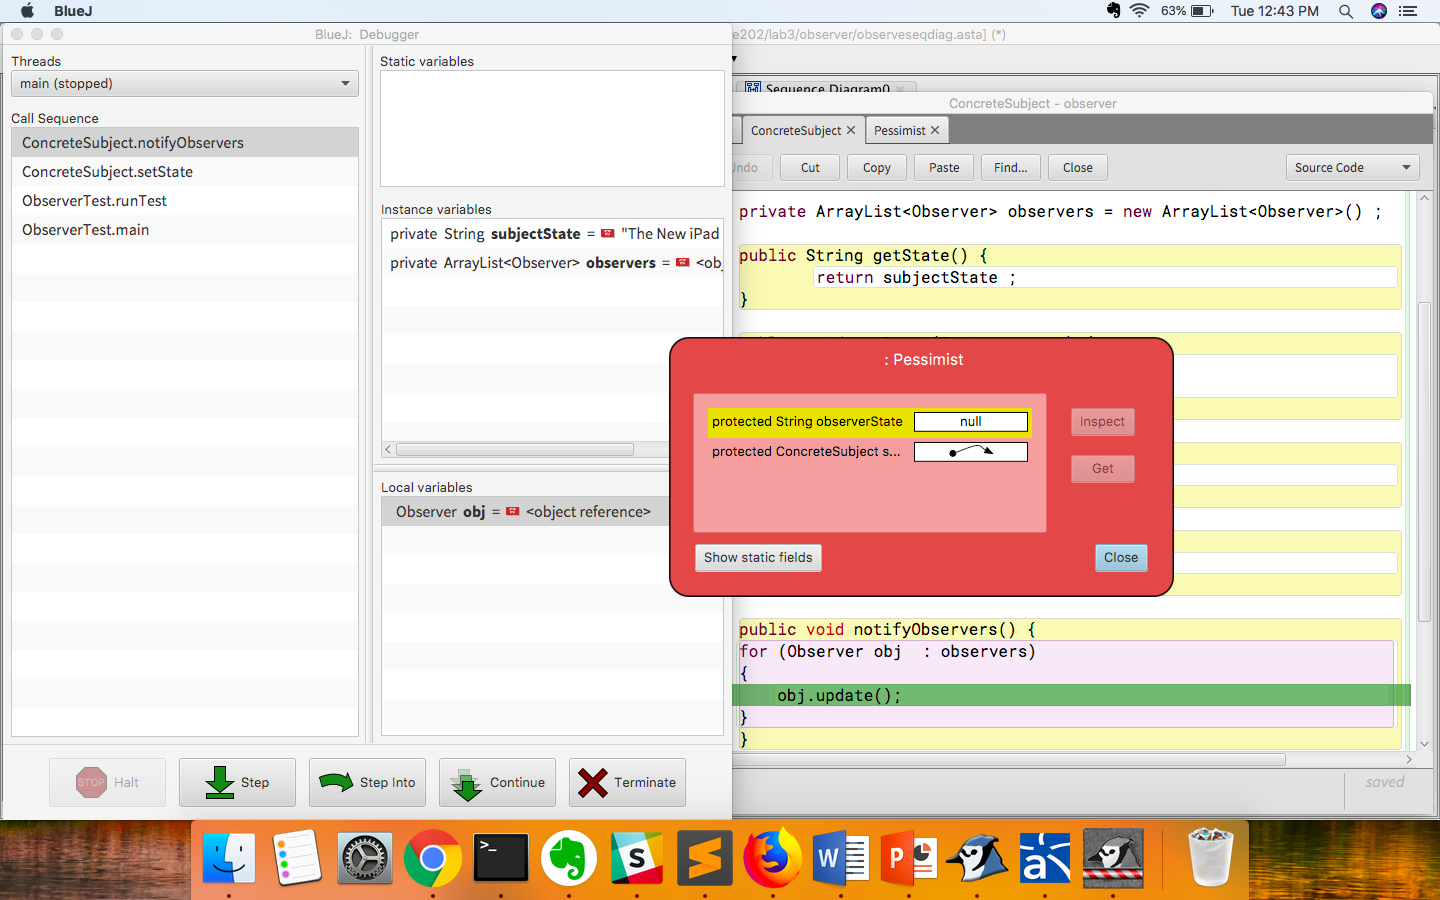 BlueJ
63%
Tue 12:43 PM
BlueJ: Debugger
e202/lab3/observer/observeseqdiag.asta] (*)
Threads
main (stopped)
Call Sequence
ConcreteSubject.notifyObservers
ConcreteSubject.setState
ObserverTest.runTest
ObserverTest.main
Static variables
Instance variables
private String subjectState = "The New iPad
private ArrayList<Observer> observers = <obj
Local variables
Observer obj = <object reference>
Halt
STOP
Step
Step Into
Continue
Terminate
Sequence Diagram0
ConcreteSubject - observer
ConcreteSubject
Pessimist
Undo
Cut
Copy
Paste
Find...
Close
Source Code
private ArrayList<Observer> observers = new ArrayList<Observer>() ;
public String getState() {
return subjectState ;
}
: Pessimist
protected String observerState
null
protected ConcreteSubject s...
Inspect
Get
Show static fields
Close
public void notifyObservers() {
for (Observer obj : observers)
{
obj.update();
}
}
saved
>_
S
S
W
P
a